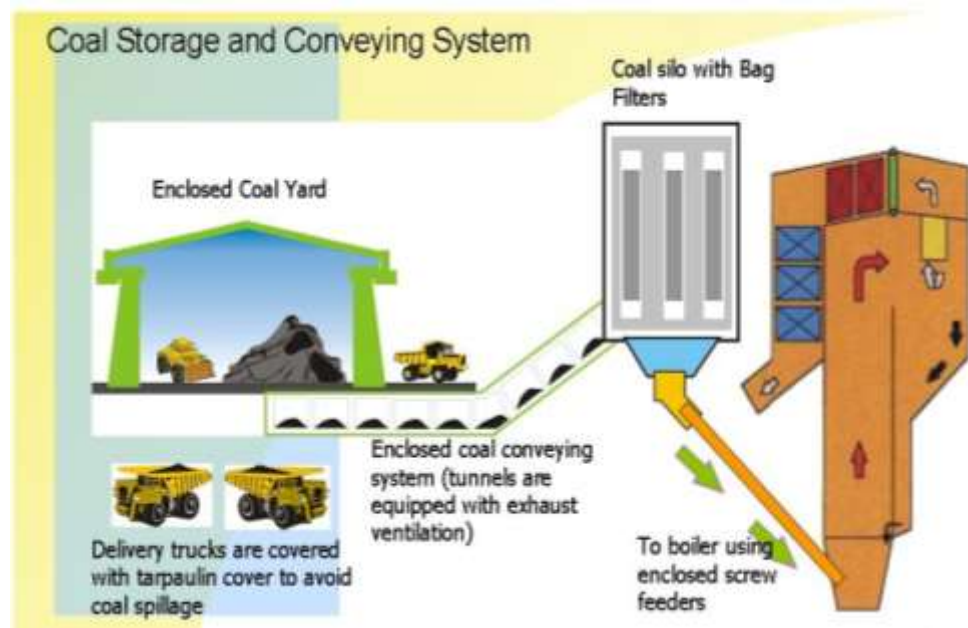 Coal Storage and Conveying System
Coal silo with Bag
Filters
Enclosed Coal Yard
Enclosed coal conveying
system (tunnels are
equipped with exhaust
ventilation)
Delivery trucks are covered
with tarpaulin cover to avoid
coal spillage
To boiler using
enclosed screw
feeders